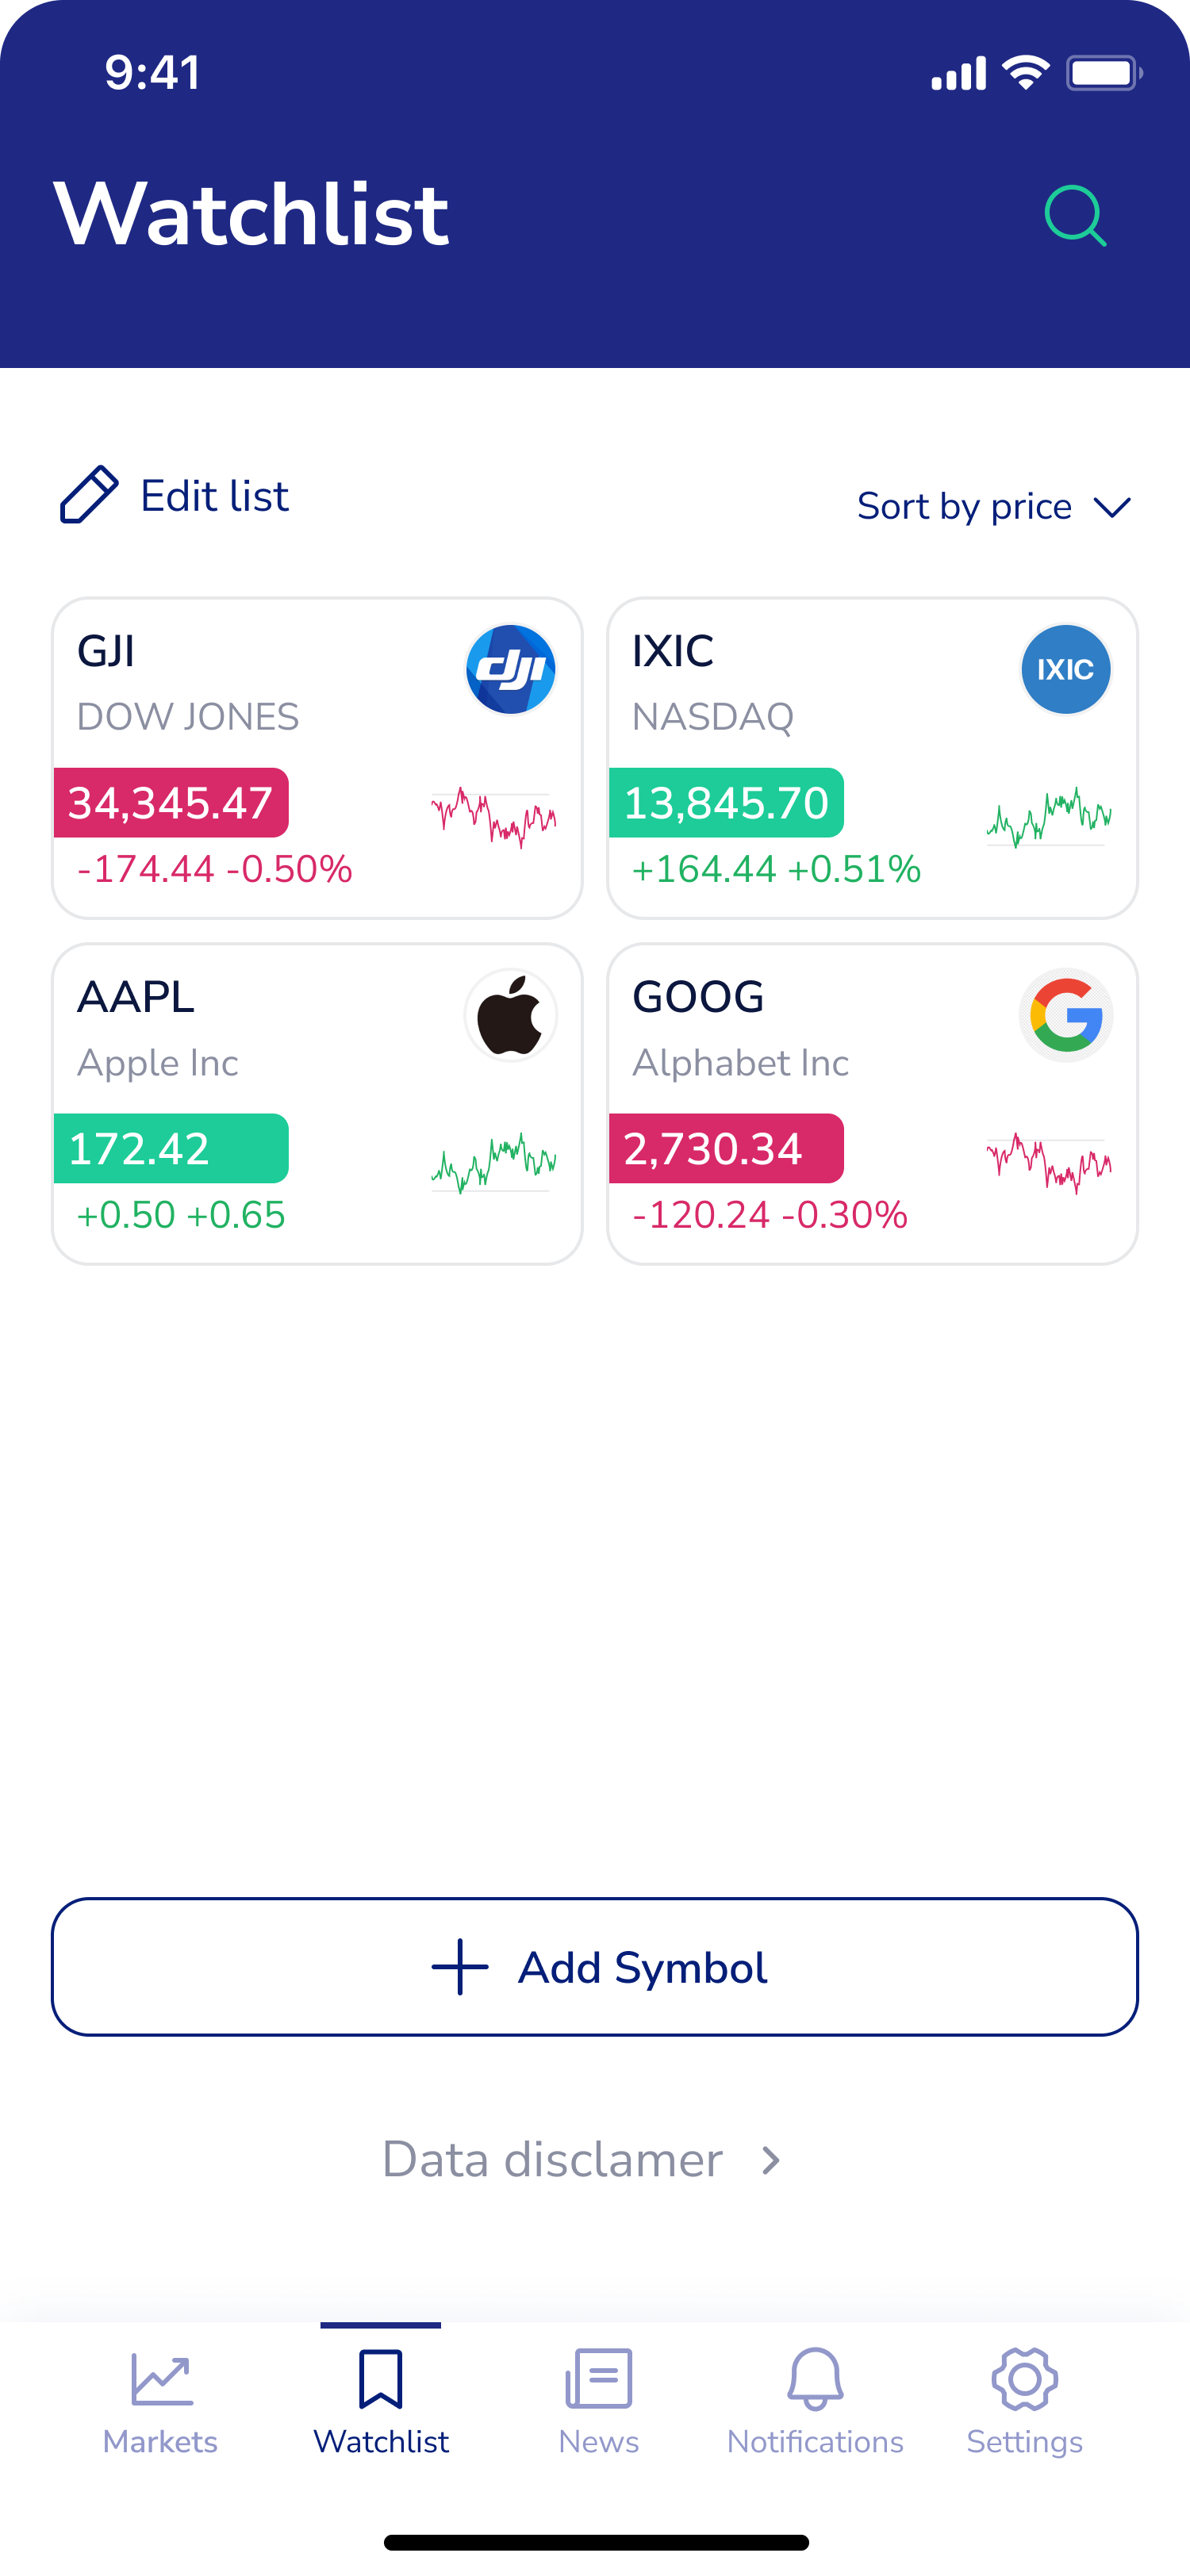 9:41
Watchlist
Edit list
Sort by price
GJI
dji
DOW JONES
34,345.47
-174.44 -0.50%
IXIC
IXIC
NASDAQ
13,845.70
+164.44 +0.51%
AAPL
Apple Inc
172.42
+0.50 +0.65
GOOG
G
Alphabet Inc
2,730.34
-120.24 -0.30%
Add Symbol
Data disclamer
Markets
Watchlist
News
Notifications
Settings